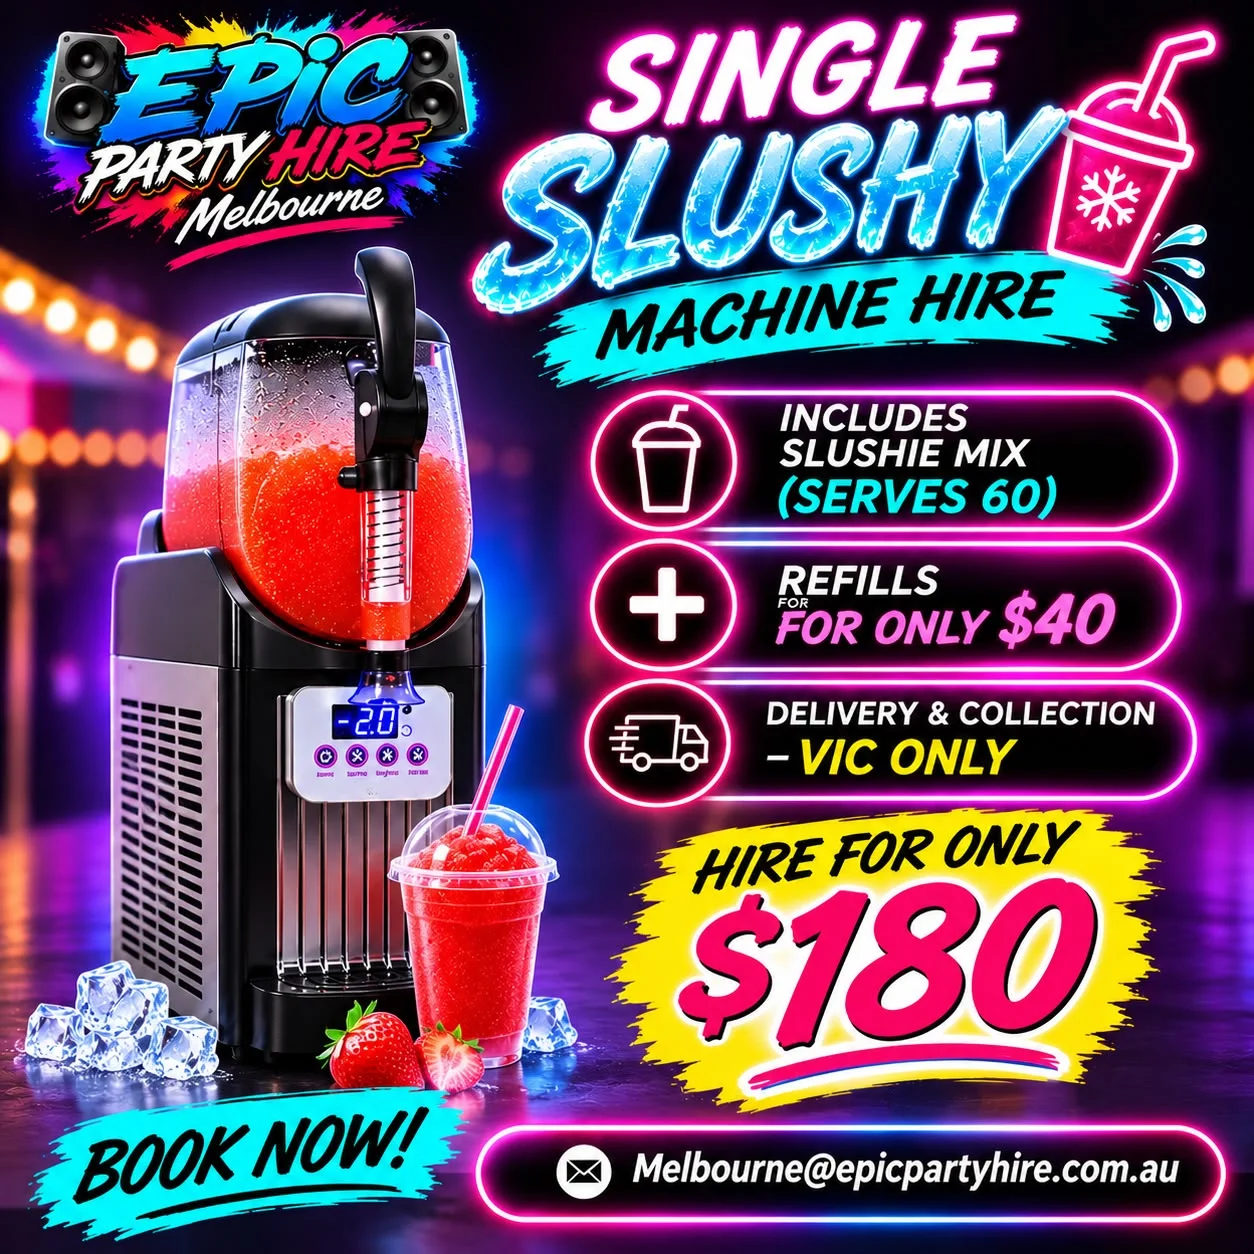 EPIC
PARTY HIRE
Melbourne
SINGLE
SLUSHY
MACHINE HIRE
INCLUDES
SLUSHIE MIX
(SERVES 60)
REFILLS
FOR
FOR ONLY $40
DELIVERY & COLLECTION
– VIC ONLY
-2.0
HIRE FOR ONLY
$180
BOOK NOW!
Melbourne@epicpartyhire.com.au